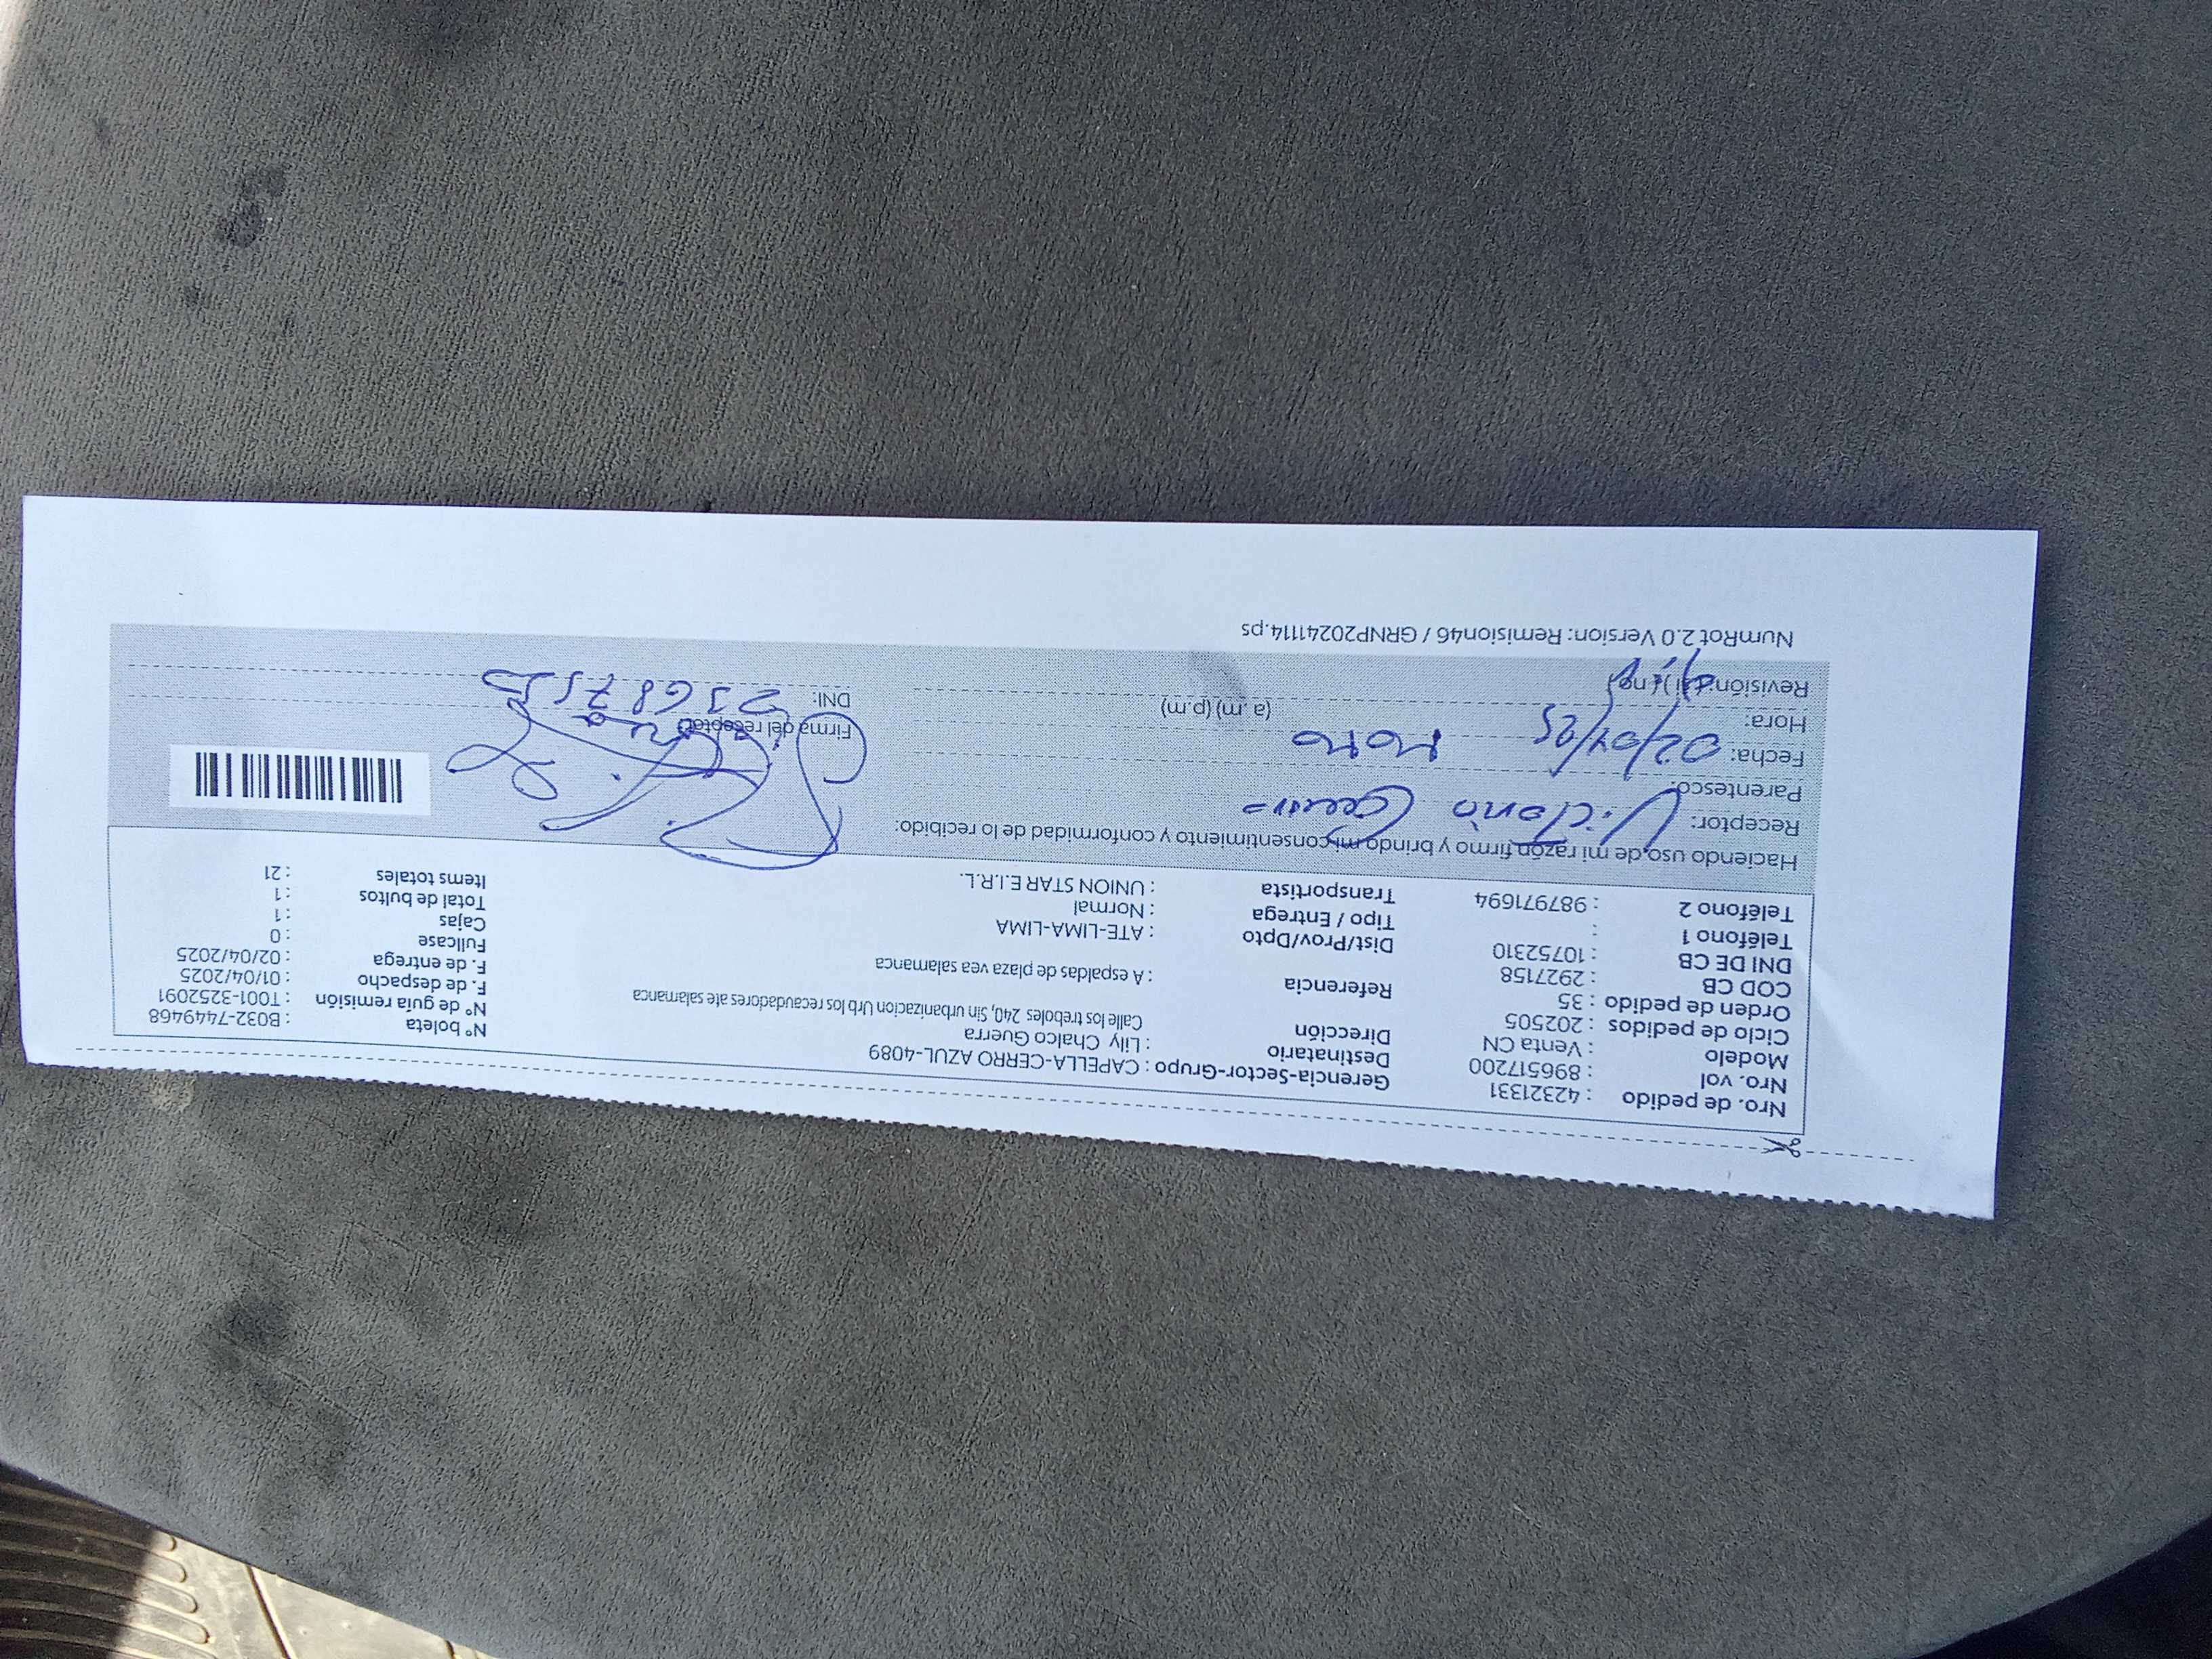 Nro. de pedido : 42321331 Gerencia-Sector-Grupo : CAPELLA-CERRO AZUL-4089 N° boleta : B032-7449468
Nro. vol : 896517200 Destinatario : Lily Chalco Guerra N° de guía remisión : T001-3252091
Modelo : Venta CN Dirección Calle los treboles 240, Sin urbanizacion Urb los recaudadores ate salamanca F. de despacho : 01/04/2025
Ciclo de pedidos : 202505 F. de entrega : 02/04/2025
Orden de pedido : 35 Referencia : A espaldas de plaza vea salamanca Fullcase : 0
COD CB : 2927158 Cajas : 1
DNI DE CB : 10752310 Dist/Prov/Dpto : ATE-LIMA-LIMA Total de bultos : 1
Teléfono 1 : Tipo / Entrega : Normal Items totales : 21
Teléfono 2 : 987971694 Transportista : UNION STAR E.I.R.L.
Haciendo uso de mi razón firmo y brindo mi consentimiento y conformidad de lo recibido:
Receptor: Victoria
Parentesco:
Fecha: 02/04/25
Hora: (a.m) (p.m) Firma del receptor
Revisión: (si) (no) DNI:
NumRot 2.0 Version: Remision46 / GRNP20241114.ps